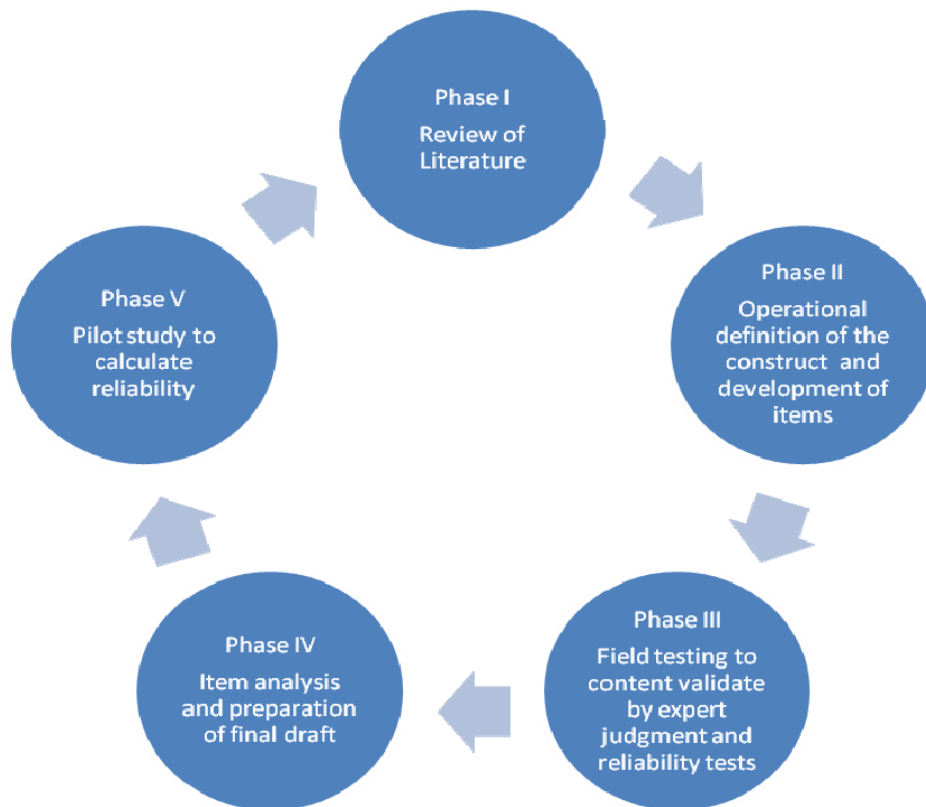 Phase I
Review of
Literature
Phase II
Operational
definition of the
construct and
development of
items
Phase III
Field testing to
content validate
by expert
judgment and
reliability tests
Phase IV
Item analysis
and preparation
of final draft
Phase V
Pilot study to
calculate
reliability